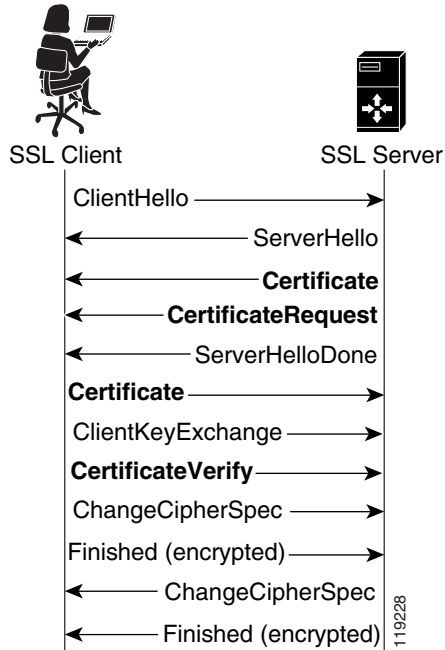 SSL Client
SSL Server
ClientHello
ServerHello
Certificate
CertificateRequest
ServerHelloDone
Certificate
ClientKeyExchange
CertificateVerify
ChangeCipherSpec
Finished (encrypted)
ChangeCipherSpec
Finished (encrypted)
119228